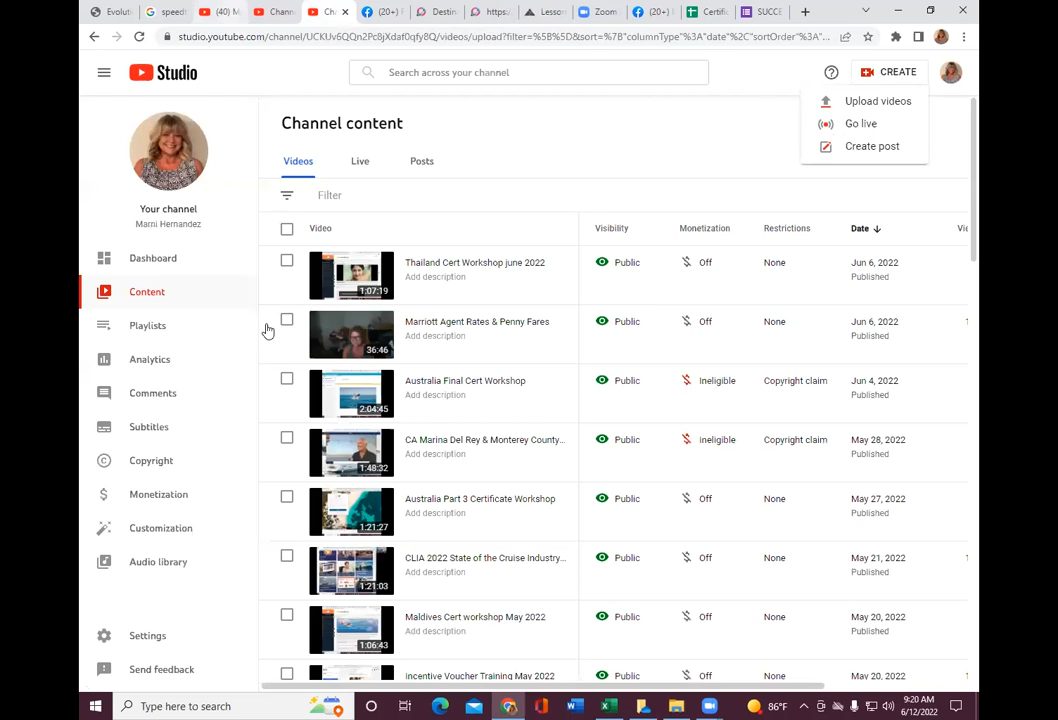 Evoluti
speedt
(40) M
Chann
Cha
(20+) F
Destin
https:/
Lesson
Zoom
(20+) L
Certific
SUCCE
studio.youtube.com/channel/UCKUv6QQn2Pc8jXdaf0qfy8Q/videos/upload?filter=%5B%5D&sort=%7B"columnType"%3A"date"%2C"sortOrder"%3A...
Studio
Search across your channel
CREATE
Upload videos
Go live
Create post
Channel content
Videos Live Posts
Filter
Your channel
Marni Hernandez
Dashboard
Content
Playlists
Analytics
Comments
Subtitles
Copyright
Monetization
Customization
Audio library
Settings
Send feedback
Video Visibility Monetization Restrictions Date Vie
Thailand Cert Workshop june 2022 Public Off None Jun 6, 2022
Add description Published
1:07:19
Marriott Agent Rates & Penny Fares Public Off None Jun 6, 2022 1
Add description Published
36:46
Australia Final Cert Workshop Public Ineligible Copyright claim Jun 4, 2022
Add description Published
2:04:45
CA Marina Del Rey & Monterey County... Public Ineligible Copyright claim May 28, 2022
Add description Published
1:48:32
Australia Part 3 Certificate Workshop Public Off None May 27, 2022
Add description Published
1:21:27
CLIA 2022 State of the Cruise Industry... Public Off None May 21, 2022 1
Add description Published
1:21:03
Maldives Cert workshop May 2022 Public Off None May 20, 2022
Add description Published
1:06:43
incentive Voucher Training May 2022 Public Off None May 20, 2022 1
Type here to search
86°F
9:20 AM
6/12/2022